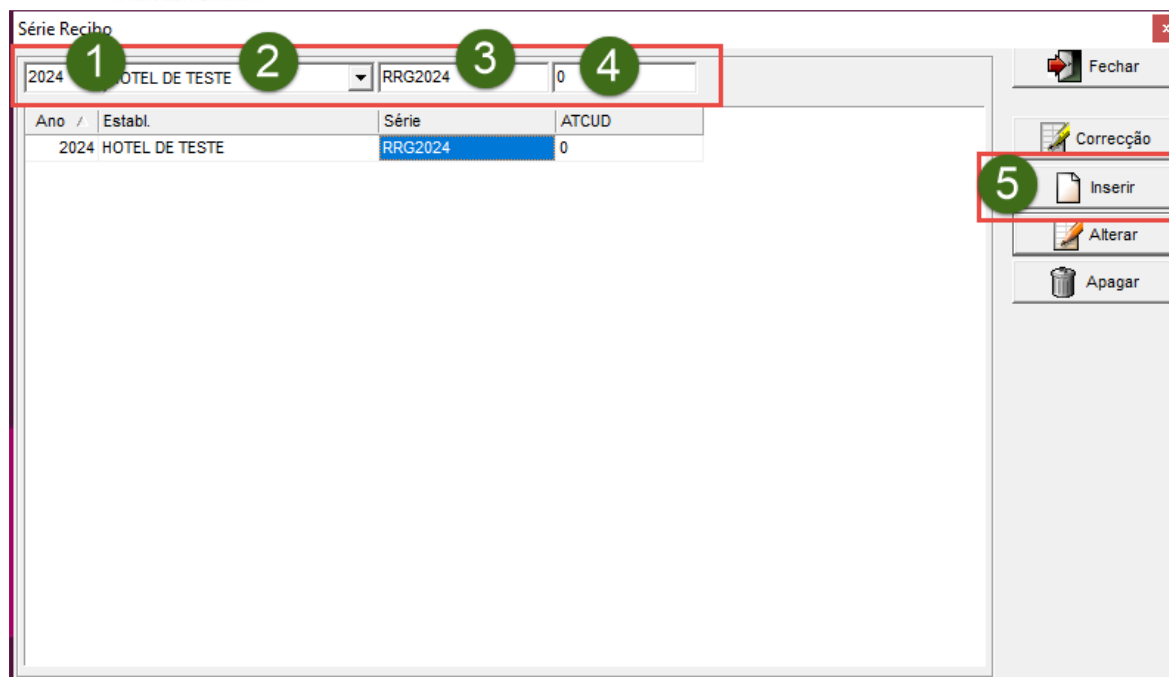 Série Recibo
1 2 3 4
2024 HOTEL DE TESTE RRG2024 0
Fechar
Ano Establ. Série ATCUD
2024 HOTEL DE TESTE RRG2024 0
Correcção
5 Inserir
Alterar
Apagar